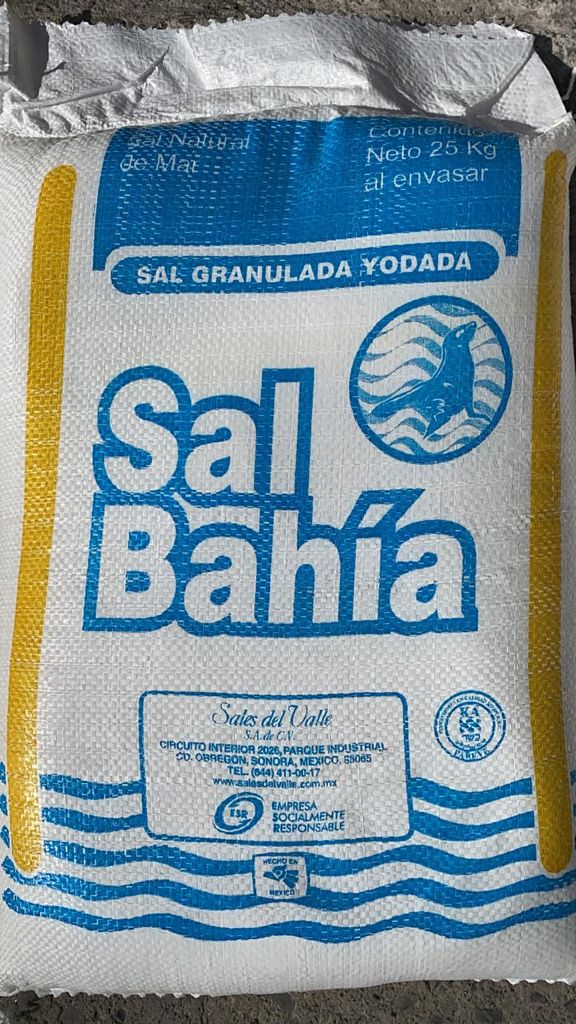 Sal Natural
de Mar
Contenido
Neto 25 Kg
al envasar
SAL GRANULADA YODADA
Sal
Bahía
KA
כשר
PAREVE
Sales del Valle
S.A. de C.V.
CIRCUITO INTERIOR 2026, PARQUE INDUSTRIAL
CD. OBREGON, SONORA, MEXICO, 85065
TEL. (644) 411-00-17
www.salesdelvalle.com.mx
ESR
EMPRESA
SOCIALMENTE
RESPONSABLE
HECHO EN
MEXICO